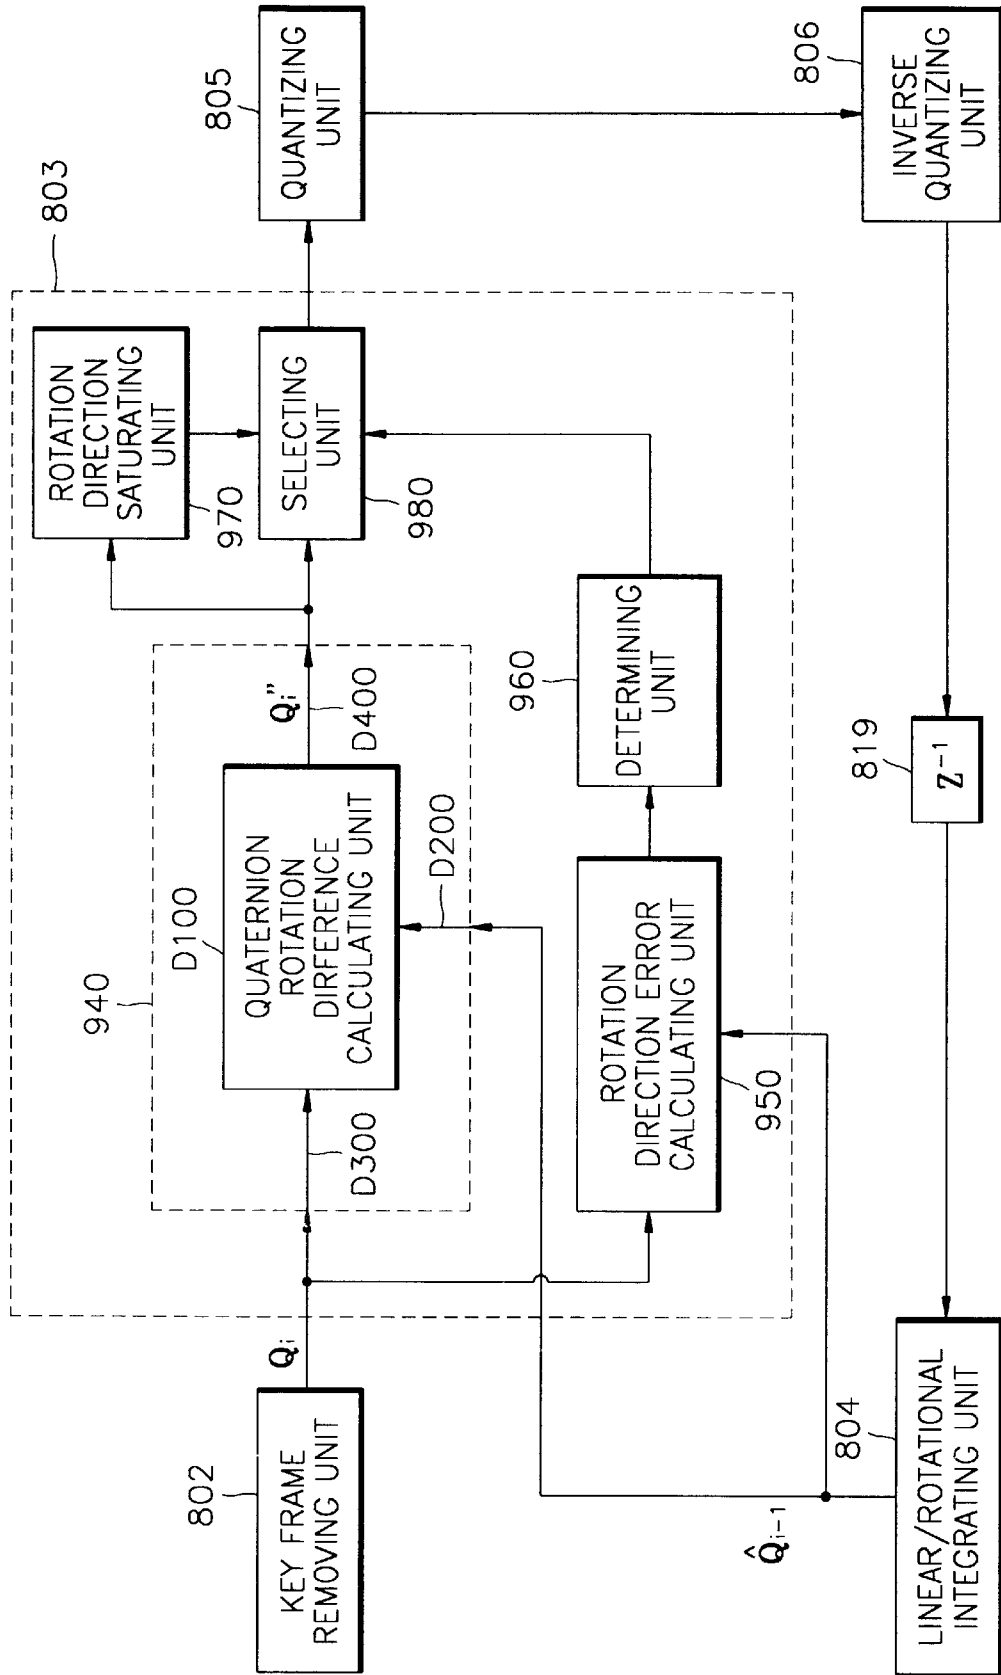 803
ROTATION
DIRECTION
SATURATING
UNIT
970
940
D100
QUATERNION
ROTATION
DIRFERENCE
CALCULATING UNIT
Qi''
D400
D200
D300
SELECTING
UNIT
980
805
QUANTIZING
UNIT
802
KEY FRAME
REMOVING UNIT
Qi
960
DETERMINING
UNIT
ROTATION
DIRECTION ERROR
CALCULATING UNIT
950
Q̂i−1
804
LINEAR/ROTATIONAL
INTEGRATING UNIT
819
Z−1
806
INVERSE
QUANTIZING
UNIT